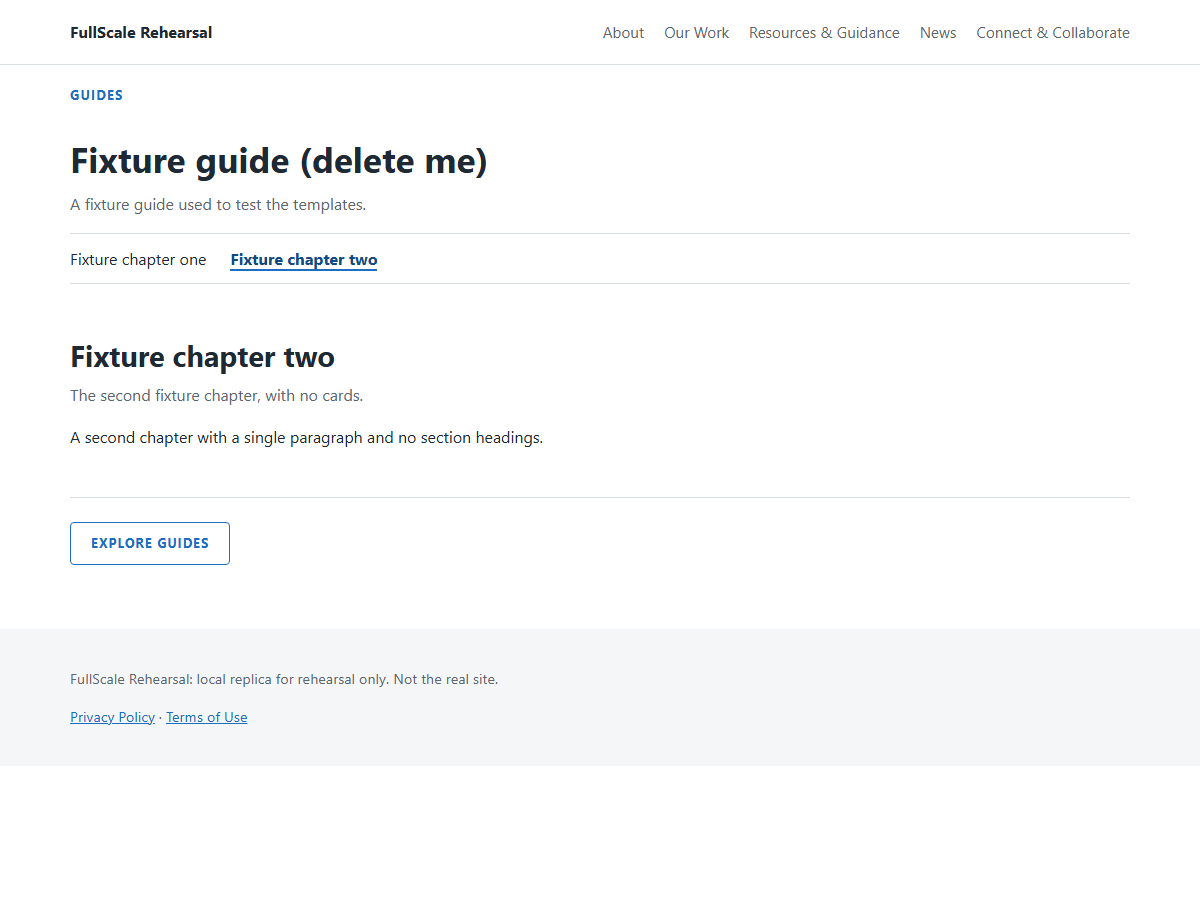 FullScale Rehearsal
About Our Work Resources & Guidance News Connect & Collaborate
GUIDES
Fixture guide (delete me)
A fixture guide used to test the templates.
Fixture chapter one Fixture chapter two
Fixture chapter two
The second fixture chapter, with no cards.
A second chapter with a single paragraph and no section headings.
EXPLORE GUIDES
FullScale Rehearsal: local replica for rehearsal only. Not the real site.
Privacy Policy · Terms of Use